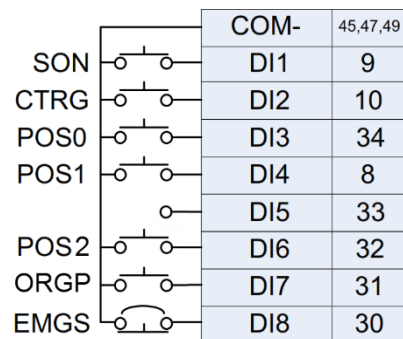 COM- 45,47,49
SON DI1 9
CTRG DI2 10
POS0 DI3 34
POS1 DI4 8
DI5 33
POS2 DI6 32
ORGP DI7 31
EMGS DI8 30